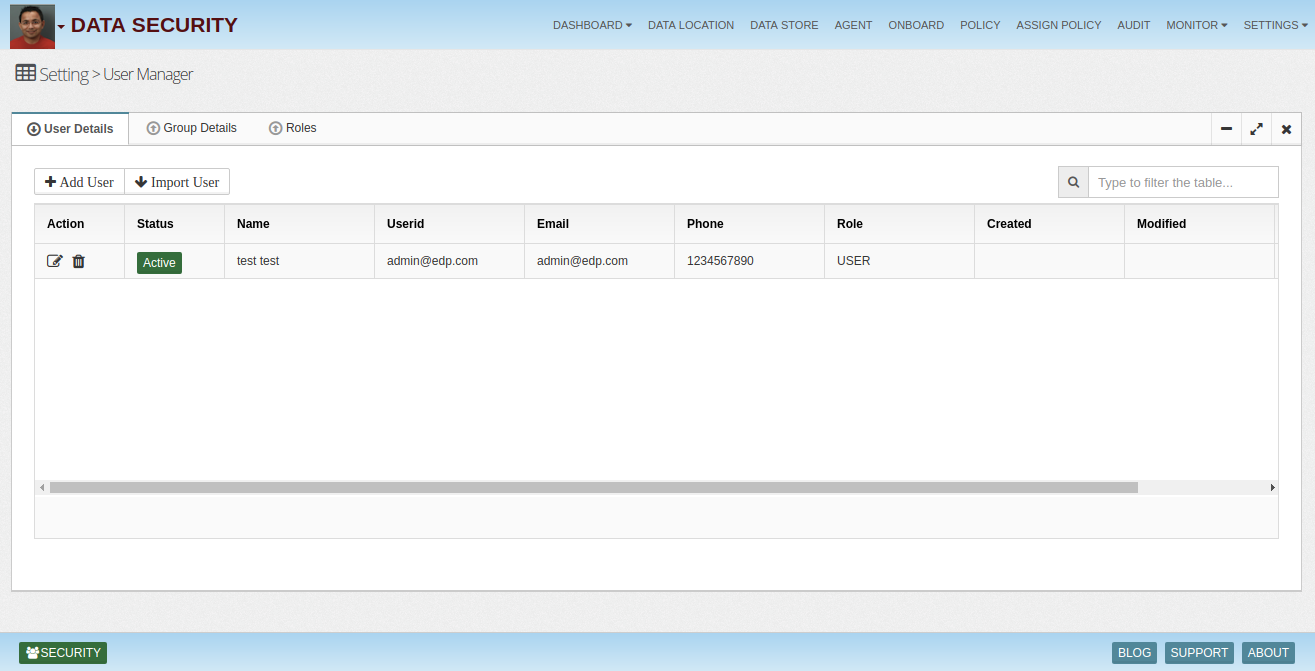 DATA SECURITY
DASHBOARD DATA LOCATION DATA STORE AGENT ONBOARD POLICY ASSIGN POLICY AUDIT MONITOR SETTINGS
Setting > User Manager
User Details Group Details Roles
Add User Import User Type to filter the table...
Action Status Name Userid Email Phone Role Created Modified
Active test test admin@edp.com admin@edp.com 1234567890 USER
SECURITY BLOG SUPPORT ABOUT